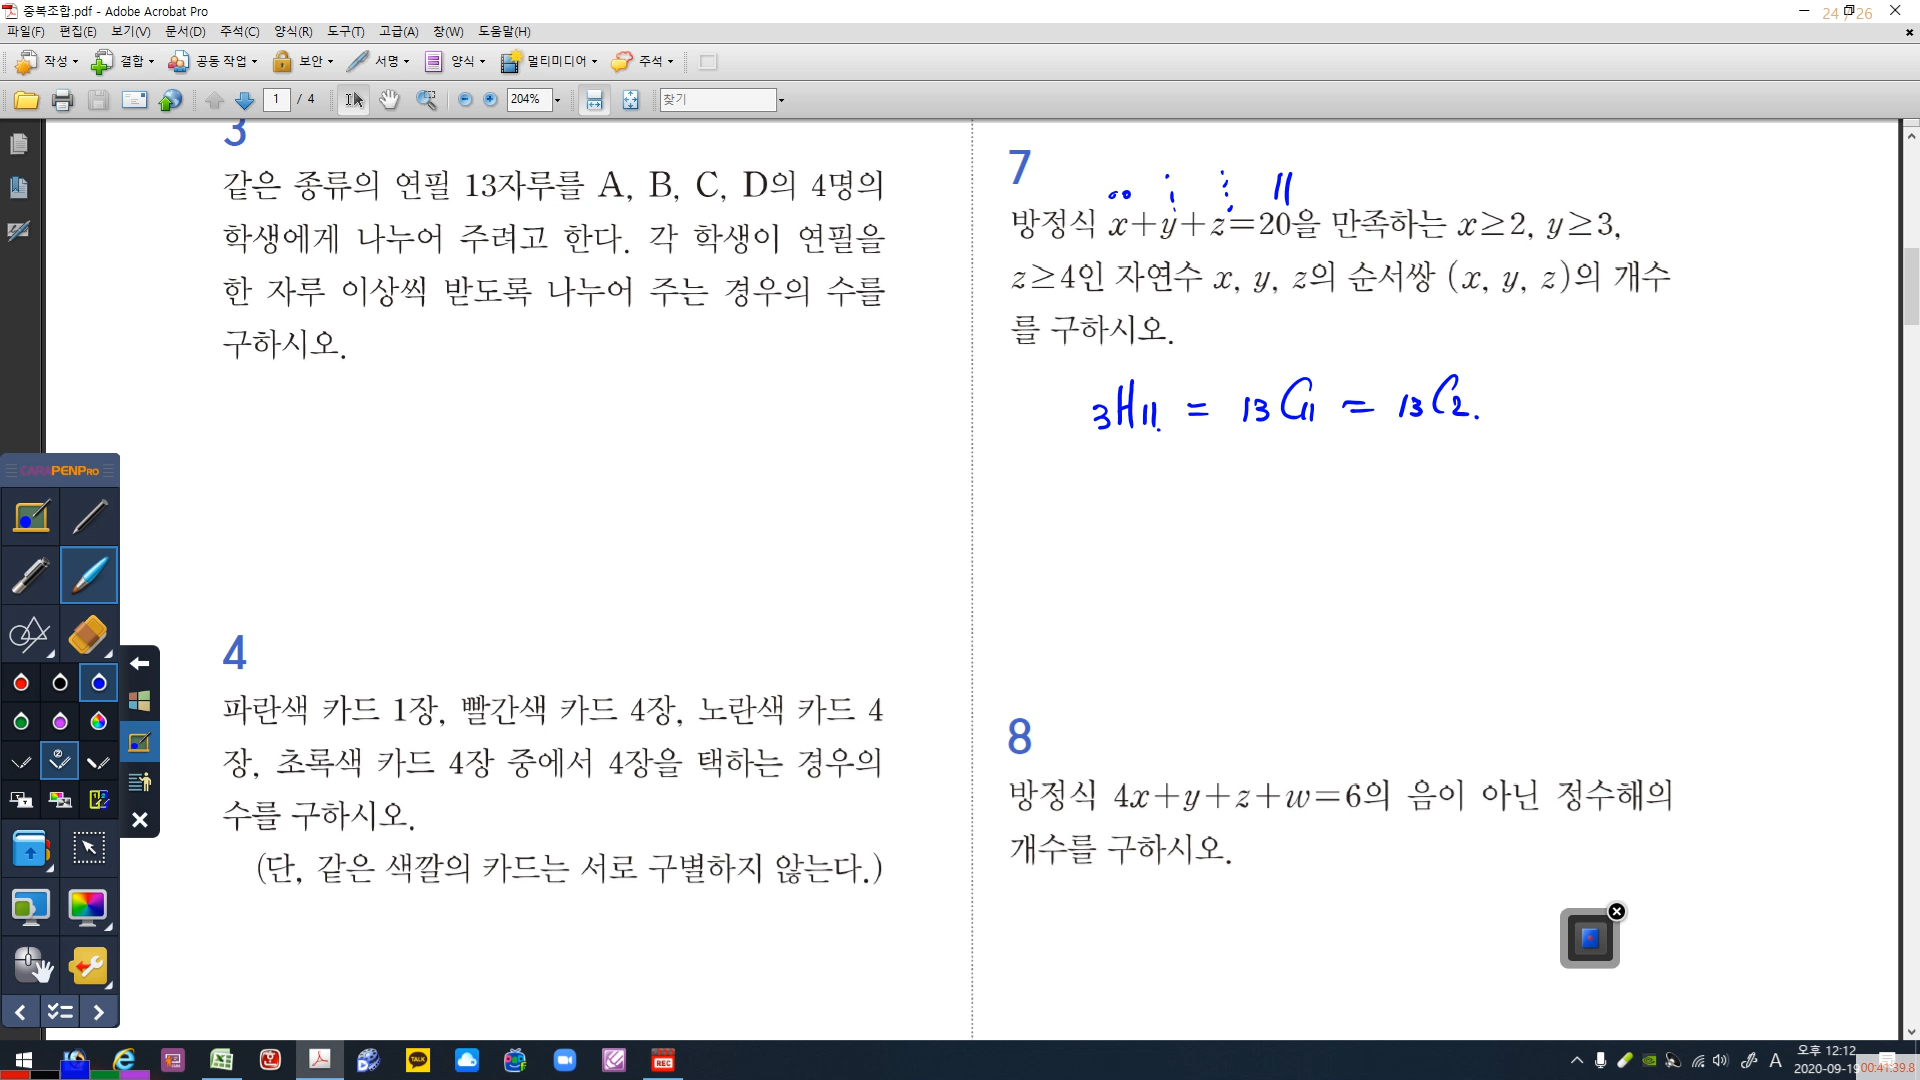 중복조합.pdf - Adobe Acrobat Pro
24 / 26
파일(F) 편집(E) 보기(V) 문서(D) 주석(C) 양식(R) 도구(T) 고급(A) 창(W) 도움말(H)
작성 결합 공동 작업 보안 서명 양식 멀티미디어 주석
1 / 4 204% 찾기
3
같은 종류의 연필 13자루를 A, B, C, D의 4명의
학생에게 나누어 주려고 한다. 각 학생이 연필을
한 자루 이상씩 받도록 나누어 주는 경우의 수를
구하시오.
4
파란색 카드 1장, 빨간색 카드 4장, 노란색 카드 4
장, 초록색 카드 4장 중에서 4장을 택하는 경우의
수를 구하시오.
(단, 같은 색깔의 카드는 서로 구별하지 않는다.)
7
11
방정식 x+y+z=20을 만족하는 x≥2, y≥3,
z≥4인 자연수 x, y, z의 순서쌍 (x, y, z)의 개수
를 구하시오.
3H11 = 13C11 = 13C2.
8
방정식 4x+y+z+w=6의 음이 아닌 정수해의
개수를 구하시오.
CARAPENPRO
TALK
REC
A
오후 12:12
2020-09-19
00:41:39.8